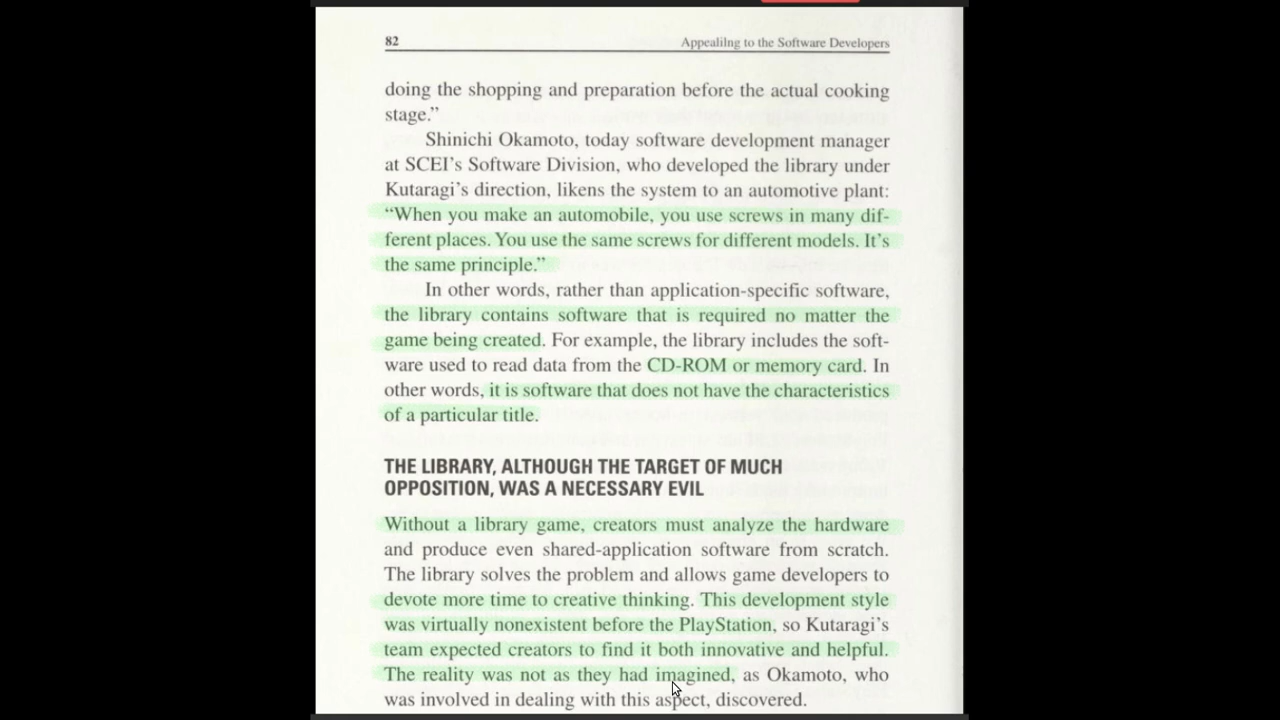 82 Appealilng to the Software Developers
doing the shopping and preparation before the actual cooking
stage.”
Shinichi Okamoto, today software development manager
at SCEI’s Software Division, who developed the library under
Kutaragi’s direction, likens the system to an automotive plant:
“When you make an automobile, you use screws in many dif-
ferent places. You use the same screws for different models. It’s
the same principle.”
In other words, rather than application-specific software,
the library contains software that is required no matter the
game being created. For example, the library includes the soft-
ware used to read data from the CD-ROM or memory card. In
other words, it is software that does not have the characteristics
of a particular title.
THE LIBRARY, ALTHOUGH THE TARGET OF MUCH
OPPOSITION, WAS A NECESSARY EVIL
Without a library game, creators must analyze the hardware
and produce even shared-application software from scratch.
The library solves the problem and allows game developers to
devote more time to creative thinking. This development style
was virtually nonexistent before the PlayStation, so Kutaragi’s
team expected creators to find it both innovative and helpful.
The reality was not as they had imagined, as Okamoto, who
was involved in dealing with this aspect, discovered.